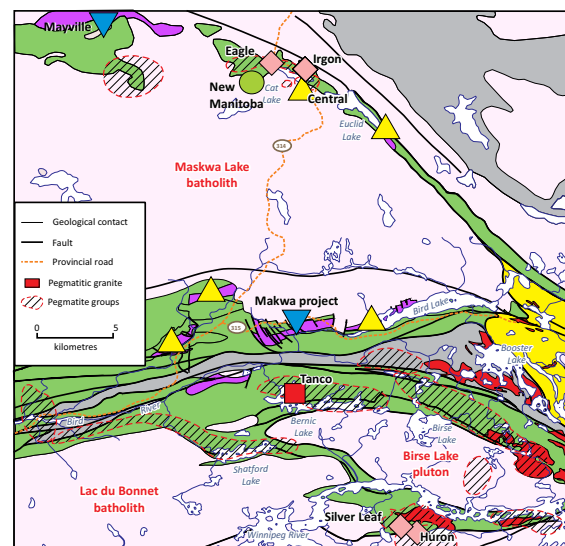 Mayville
Eagle
Irgon
New
Manitoba
Cat
Lake
Central
Euclid
Lake
314
Maskwa Lake
batholith
Geological contact
Fault
Provincial road
Pegmatitic granite
Pegmatite groups
0
5
kilometres
Makwa project
Bird Lake
315
Booster
Lake
Tanco
Bird
River
Bernic
Lake
Birse
Lake
Shatford
Lake
Birse Lake
pluton
Lac du Bonnet
batholith
Silver Leaf
Winnipeg River
Huron